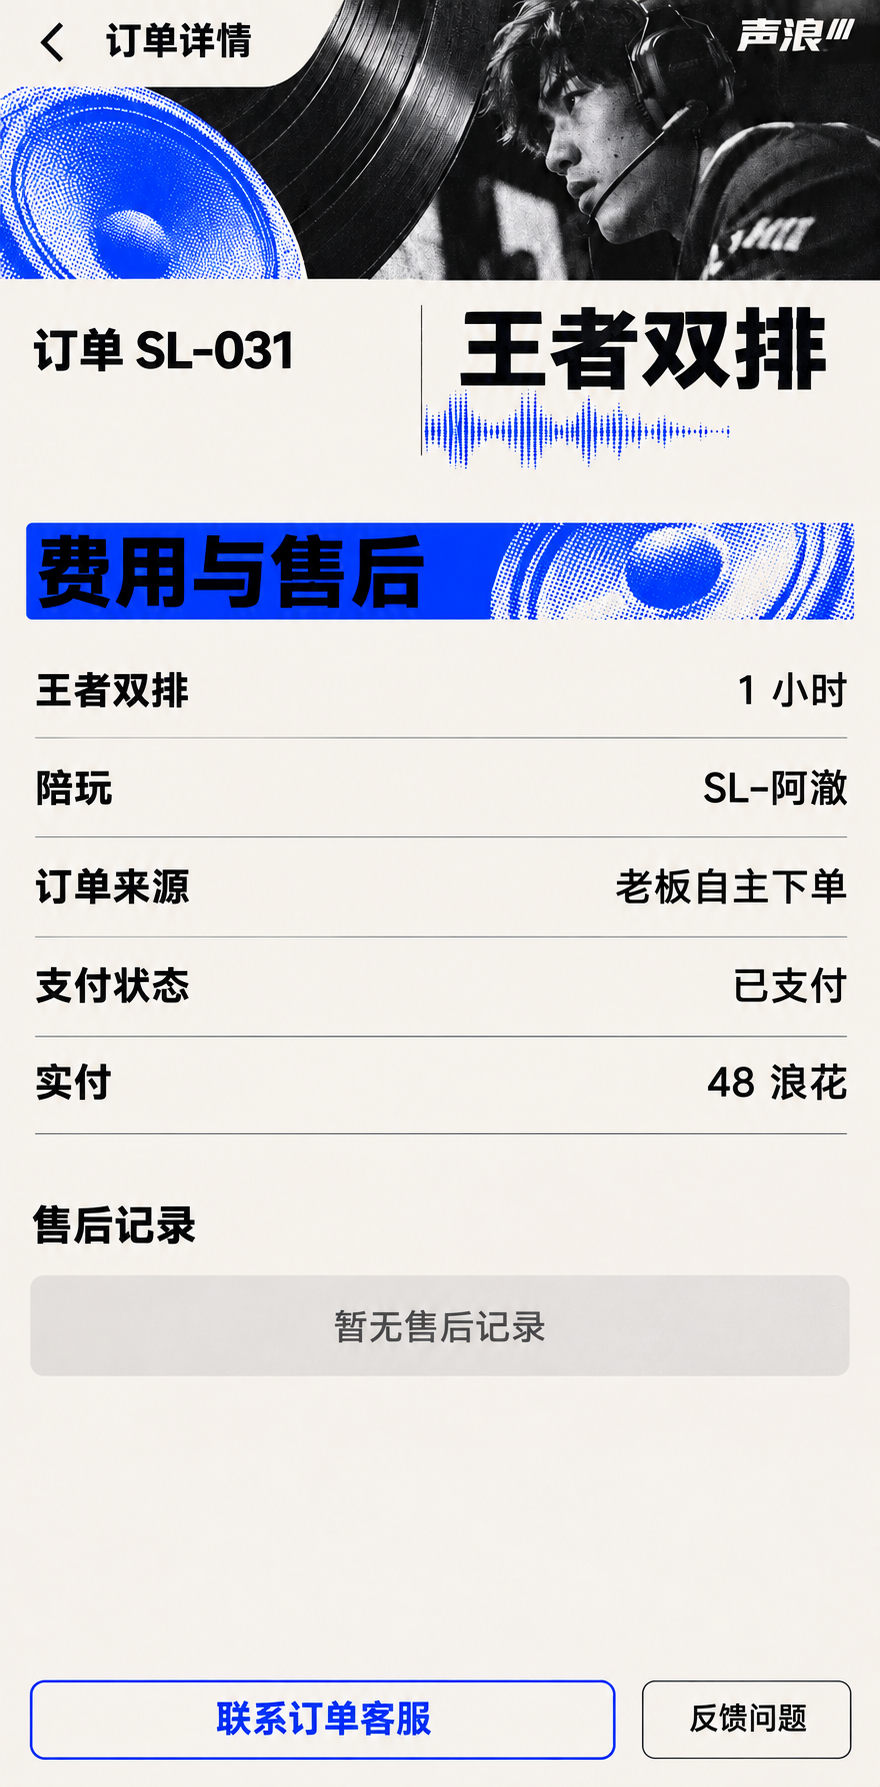 订单详情
声浪
订单 SL-031
王者双排
费用与售后
王者双排 1 小时
陪玩 SL-阿澈
订单来源 老板自主下单
支付状态 已支付
实付 48 浪花
售后记录
暂无售后记录
联系订单客服
反馈问题